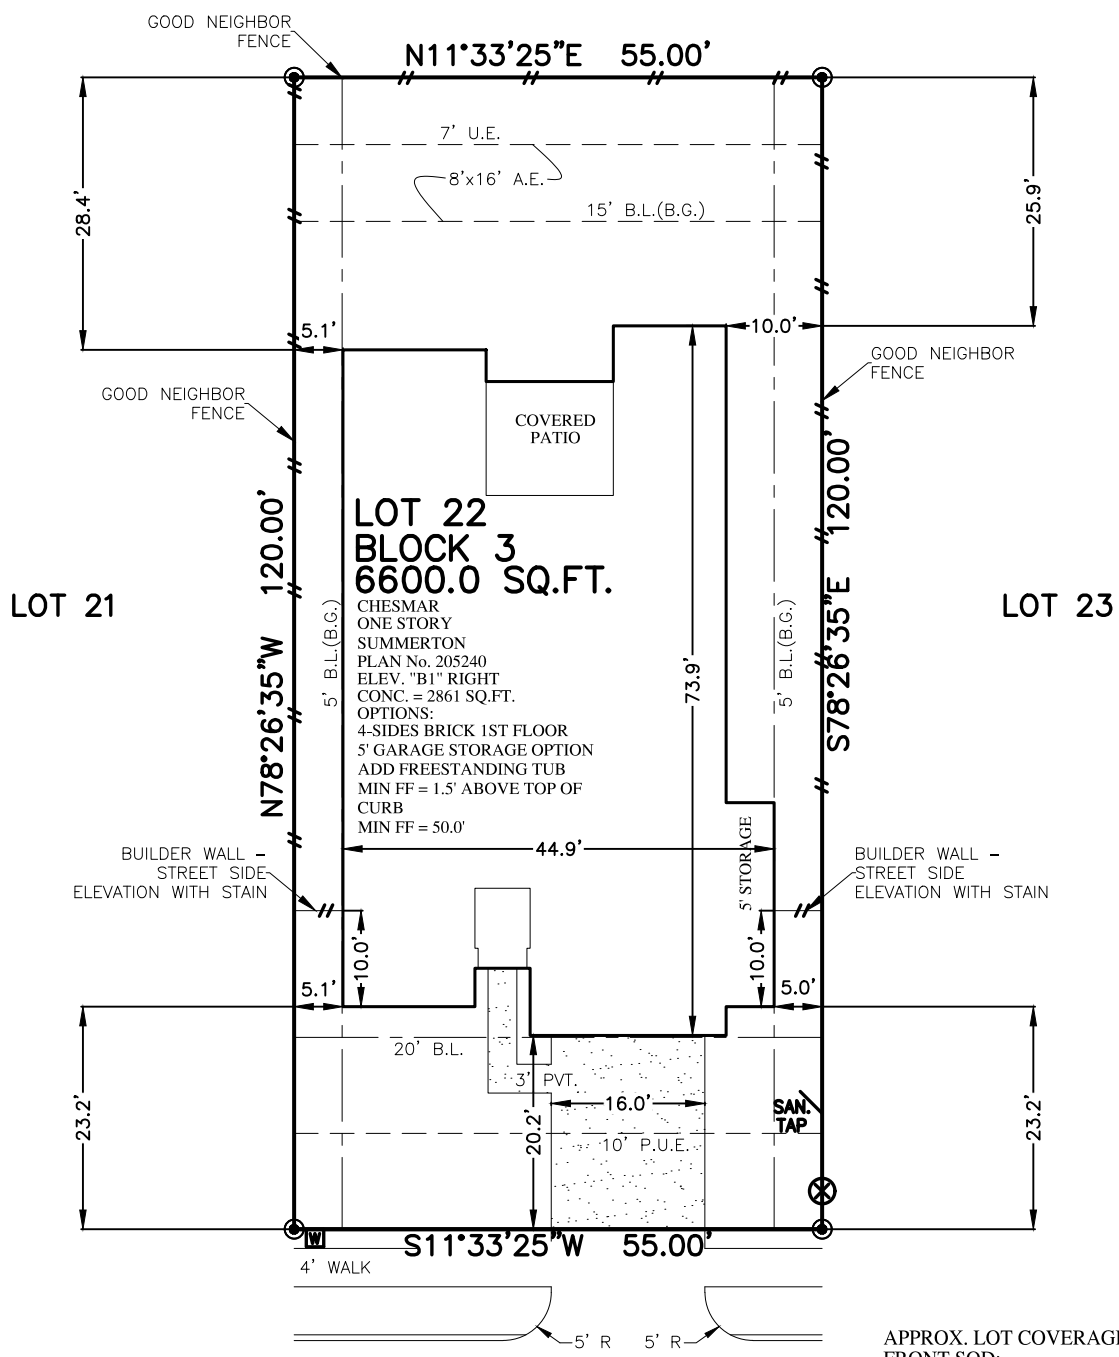 GOOD NEIGHBOR
FENCE
N11°33'25"E 55.00'
7' U.E.
8'x16' A.E.
15' B.L.(B.G.)
28.4'
25.9'
5.1'
10.0'
GOOD NEIGHBOR
FENCE
GOOD NEIGHBOR
FENCE
COVERED
PATIO
LOT 22
BLOCK 3
6600.0 SQ.FT.
N78°26'35"W 120.00'
S78°26'35"E 120.00'
LOT 21
LOT 23
5' B.L.(B.G.)
5' B.L.(B.G.)
CHESMAR
ONE STORY
SUMMERTON
PLAN No. 205240
ELEV. "B1" RIGHT
CONC. = 2861 SQ.FT.
OPTIONS:
4-SIDES BRICK 1ST FLOOR
5' GARAGE STORAGE OPTION
ADD FREESTANDING TUB
MIN FF = 1.5' ABOVE TOP OF
CURB
MIN FF = 50.0'
73.9'
44.9'
5' STORAGE
BUILDER WALL –
STREET SIDE
ELEVATION WITH STAIN
BUILDER WALL –
STREET SIDE
ELEVATION WITH STAIN
10.0'
10.0'
5.1'
5.0'
20' B.L.
3' PVT.
16.0'
20.2'
SAN.
TAP
23.2'
23.2'
10' P.U.E.
W
S11°33'25"W 55.00'
4' WALK
5' R
5' R
APPROX. LOT COVERAGE
FRONT SOD: